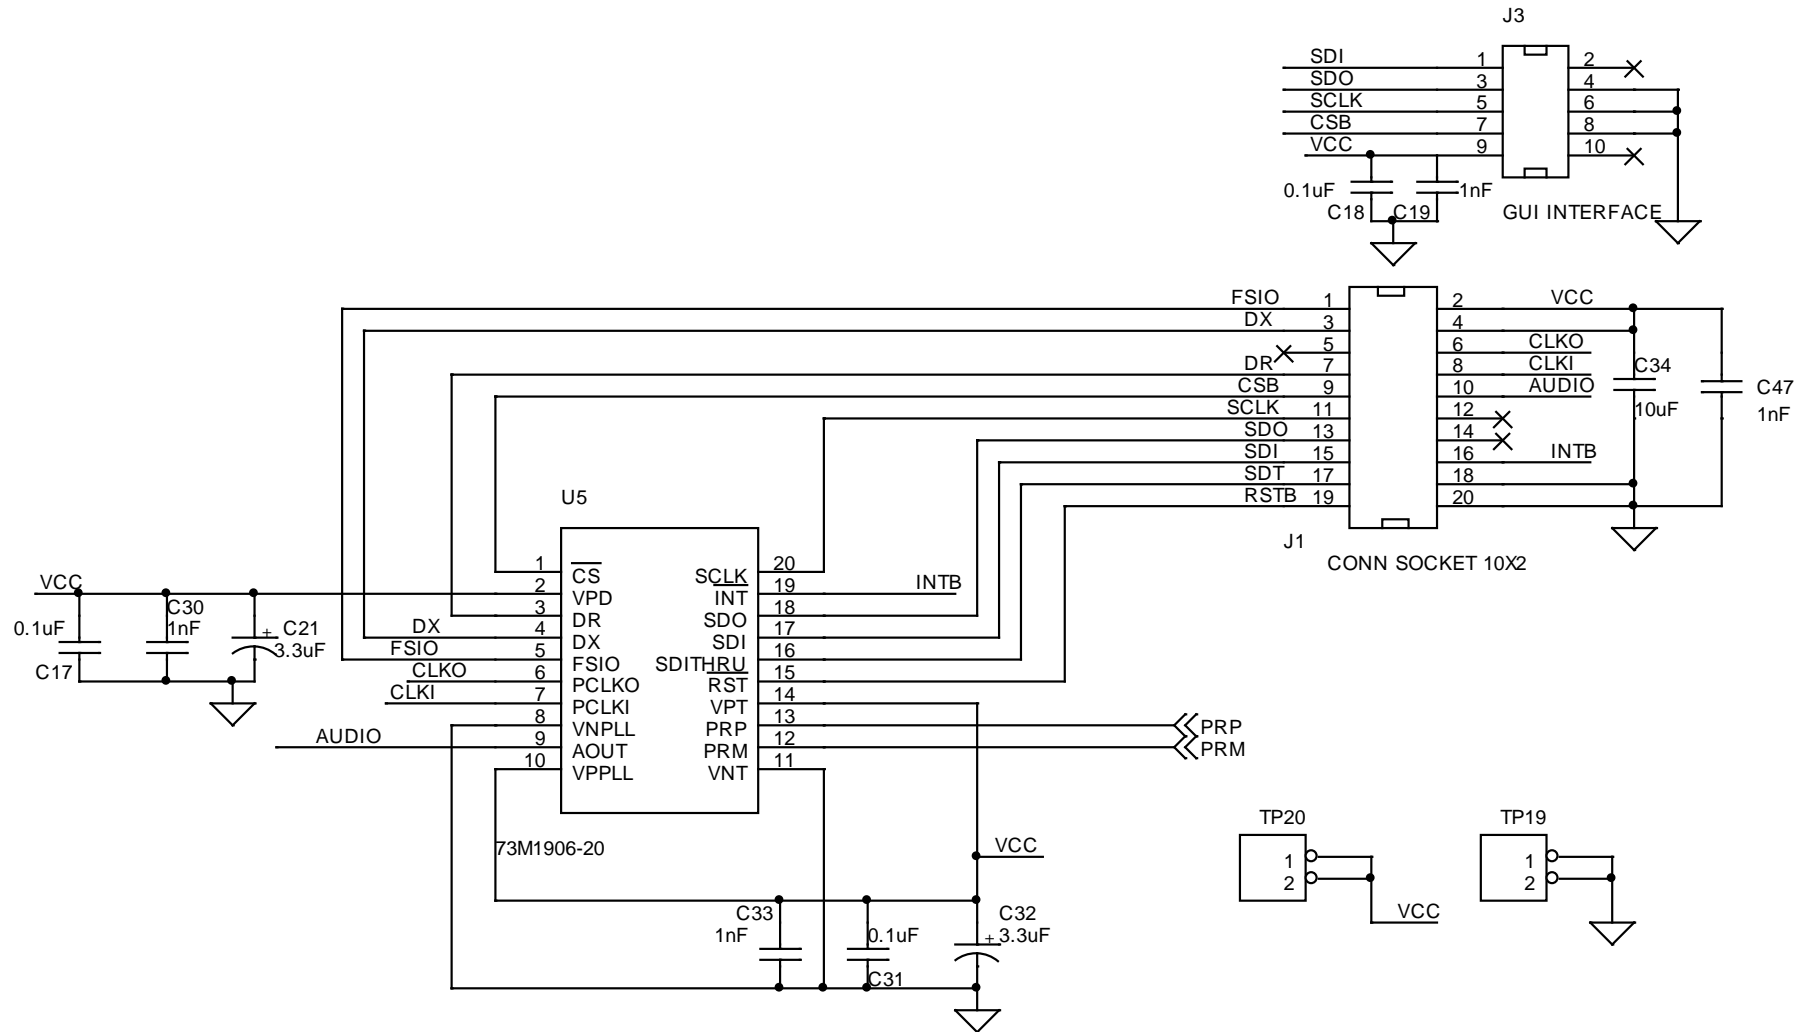 J3
SDI 1 2
SDO 3 4
SCLK 5 6
CSB 7 8
VCC 9 10
0.1uF 1nF
C18 C19 GUI INTERFACE
FSIO 1 2 VCC
DX 3 4
5 6 CLKO
DR 7 8 CLKI
CSB 9 10 AUDIO
SCLK 11 12
SDO 13 14
SDI 15 16 INTB
SDT 17 18
RSTB 19 20
C34
10uF
C47
1nF
J1
CONN SOCKET 10X2
U5
1 CS SCLK 20
2 VPD INT 19 INTB
3 DR SDO 18
DX 4 DX SDI 17
FSIO 5 FSIO SDITHRU 16
CLKO 6 PCLKO RST 15
CLKI 7 PCLKI VPT 14
8 VNPLL PRP 13 PRP
AUDIO 9 AOUT PRM 12 PRM
10 VPPLL VNT 11
VCC
0.1uF
C17
C30
1nF
+ C21
3.3uF
73M1906-20
VCC
C33
1nF
0.1uF
C31
C32
+ 3.3uF
TP20
1
2
VCC
TP19
1
2